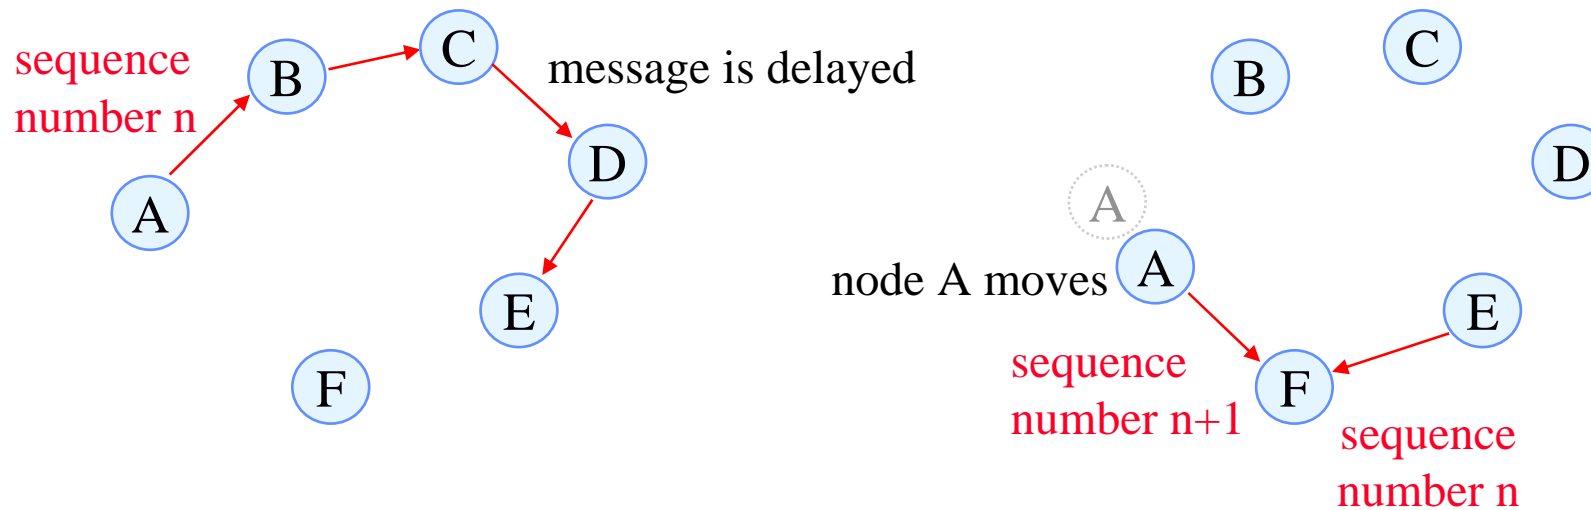 sequence
number n
A
B
C
message is delayed
D
E
F
B
C
D
A
node A moves
A
E
sequence
number n+1
F
sequence
number n